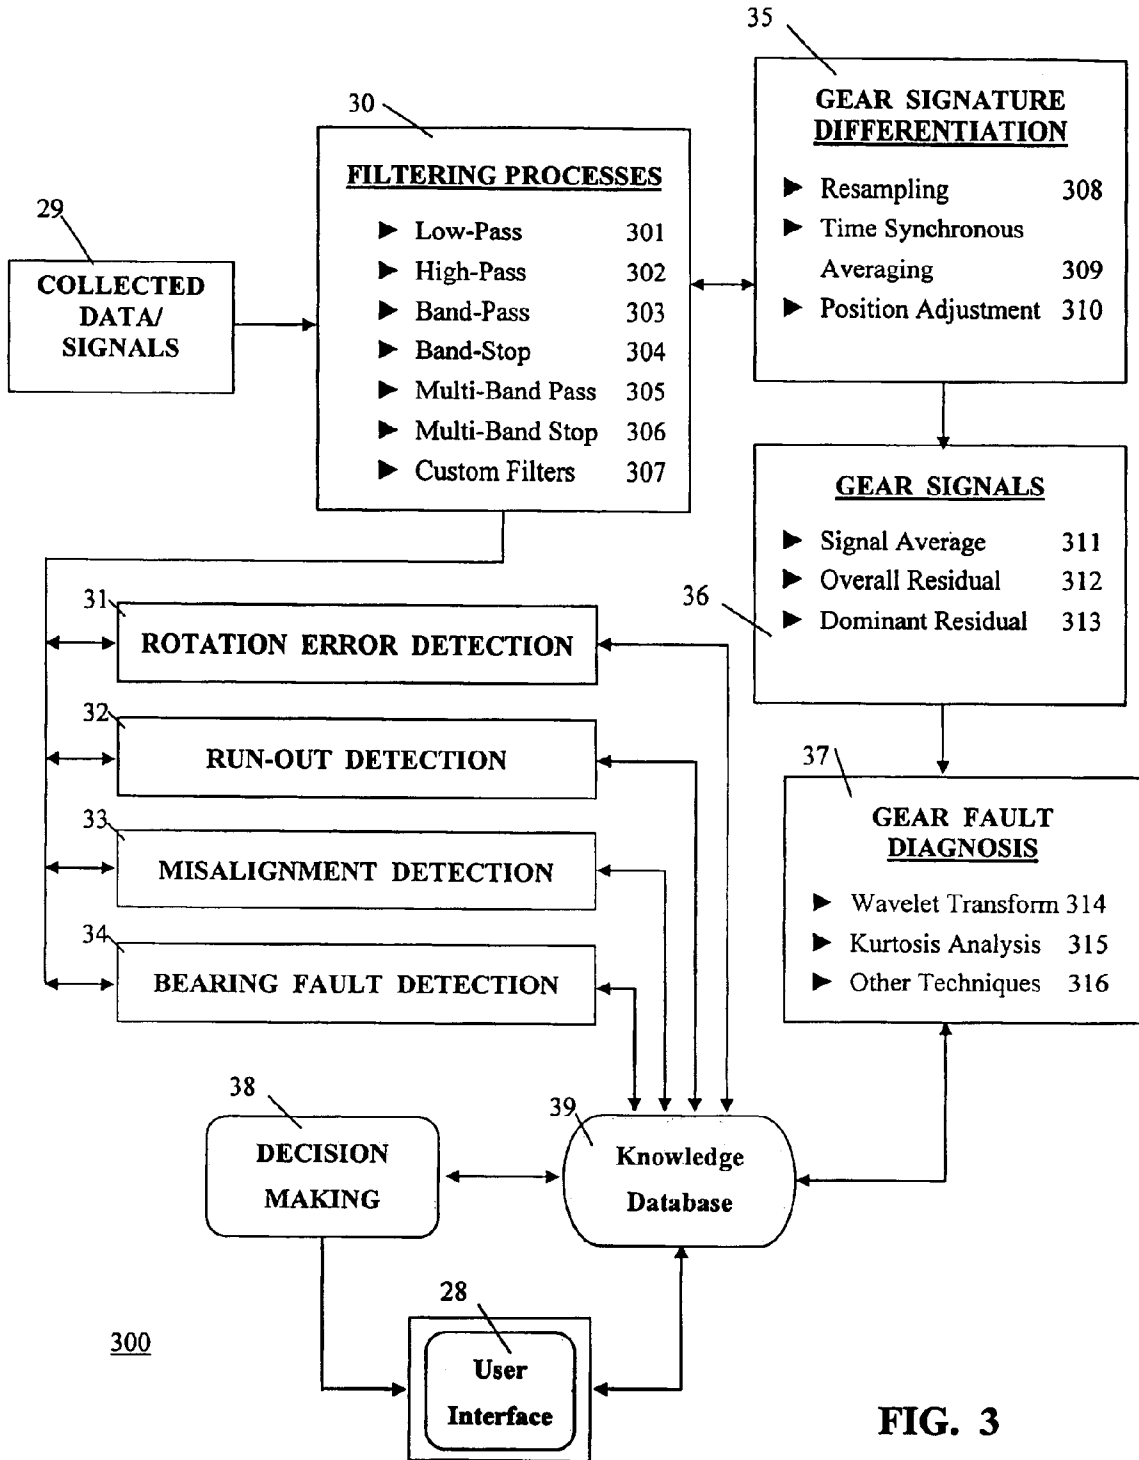 35
GEAR SIGNATURE
DIFFERENTIATION
► Resampling 308
► Time Synchronous
Averaging 309
► Position Adjustment 310
30
FILTERING PROCESSES
► Low-Pass 301
► High-Pass 302
► Band-Pass 303
► Band-Stop 304
► Multi-Band Pass 305
► Multi-Band Stop 306
► Custom Filters 307
29
COLLECTED
DATA/
SIGNALS
GEAR SIGNALS
► Signal Average 311
► Overall Residual 312
► Dominant Residual 313
36
31
ROTATION ERROR DETECTION
32
RUN-OUT DETECTION
33
MISALIGNMENT DETECTION
34
BEARING FAULT DETECTION
37
GEAR FAULT
DIAGNOSIS
► Wavelet Transform 314
► Kurtosis Analysis 315
► Other Techniques 316
38
DECISION
MAKING
39
Knowledge
Database
28
User
Interface
300
FIG. 3